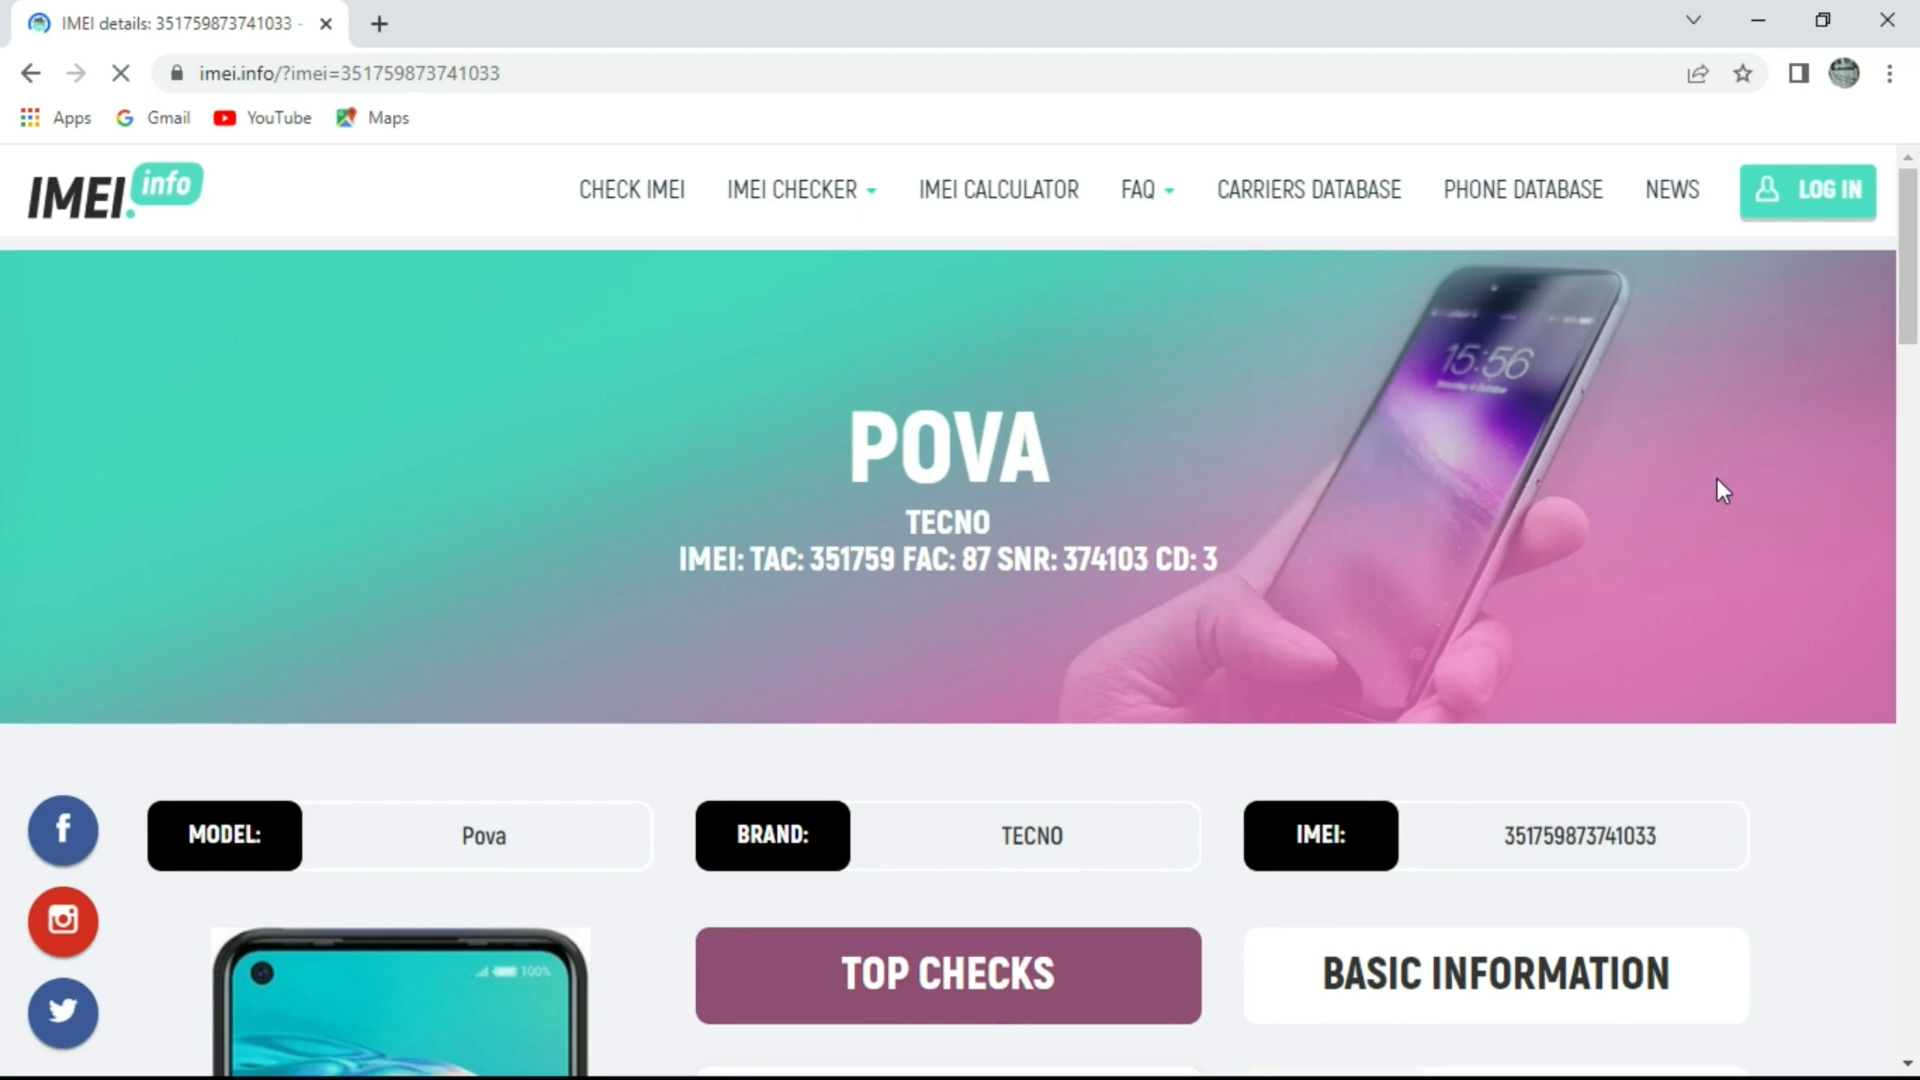 IMEI details: 351759873741033 -
imei.info/?imei=351759873741033
Apps
Gmail
YouTube
Maps
IMEI.info
CHECK IMEI
IMEI CHECKER
IMEI CALCULATOR
FAQ
CARRIERS DATABASE
PHONE DATABASE
NEWS
LOG IN
15:56
POVA
TECNO
IMEI: TAC: 351759 FAC: 87 SNR: 374103 CD: 3
MODEL: Pova
BRAND: TECNO
IMEI: 351759873741033
100%
TOP CHECKS
BASIC INFORMATION